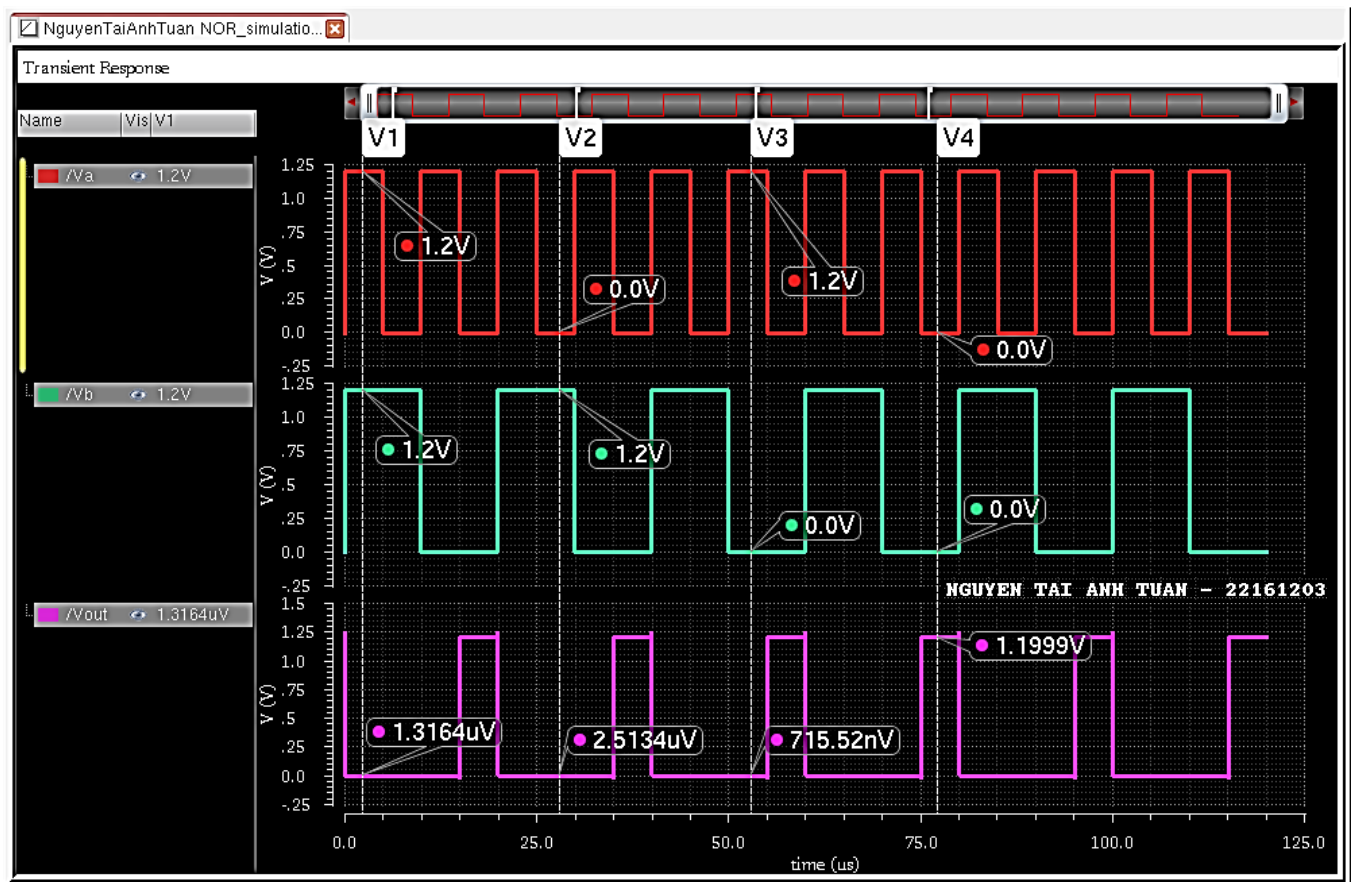 NguyenTaiAnhTuan NOR_simulatio...
Transient Response
Name Vis V1
V1 V2 V3 V4
/Va 1.2V
1.25
1.0
.75
.5
.25
0.0
-.25
V (V)
1.2V
0.0V
1.2V
0.0V
/Vb 1.2V
1.25
1.0
.75
.5
.25
0.0
-.25
V (V)
1.2V
1.2V
0.0V
0.0V
NGUYEN TAI ANH TUAN - 22161203
/Vout 1.3164uV
1.5
1.25
1.0
.75
.5
.25
0.0
-.25
V (V)
1.1999V
1.3164uV
2.5134uV
715.52nV
0.0 25.0 50.0 75.0 100.0 125.0
time (us)